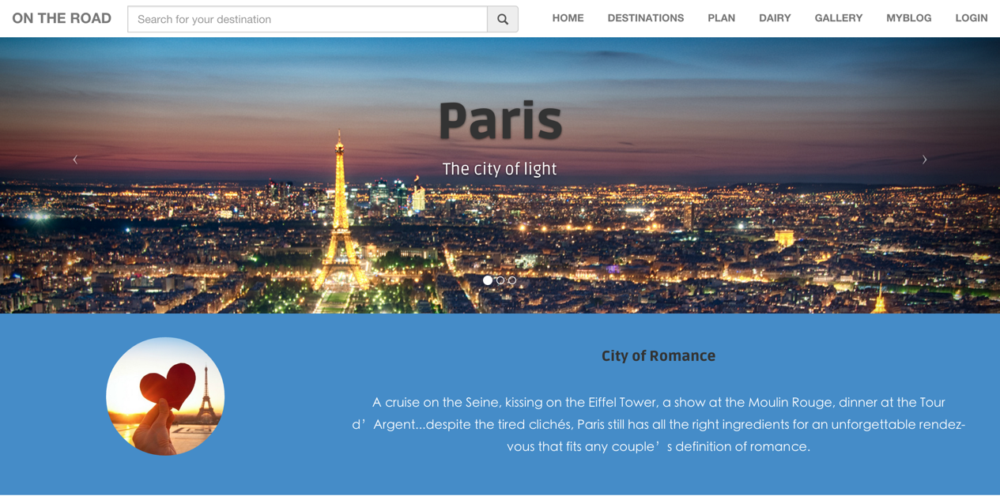 ON THE ROAD
Search for your destination
HOME DESTINATIONS PLAN DAIRY GALLERY MYBLOG LOGIN
Paris
The city of light
City of Romance
A cruise on the Seine, kissing on the Eiffel Tower, a show at the Moulin Rouge, dinner at the Tour
d’Argent...despite the tired clichés, Paris still has all the right ingredients for an unforgettable rendez-
vous that fits any couple’s definition of romance.